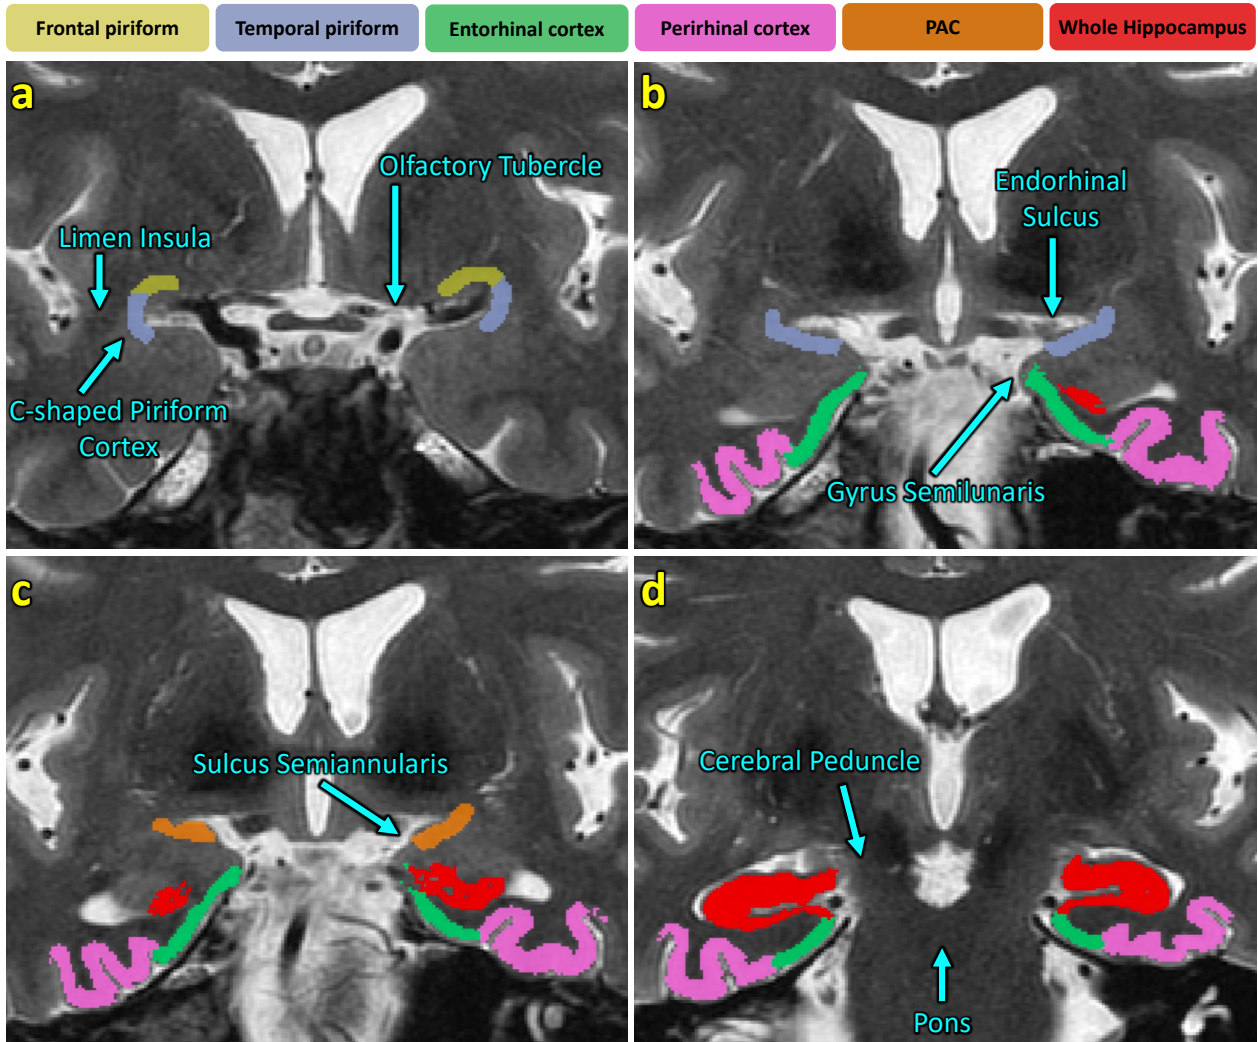 Frontal piriform
Temporal piriform
Entorhinal cortex
Perirhinal cortex
PAC
Whole Hippocampus
a
Olfactory Tubercle
Limen Insula
C-shaped Piriform
Cortex
b
Endorhinal
Sulcus
Gyrus Semilunaris
c
Sulcus Semiannularis
d
Cerebral Peduncle
Pons